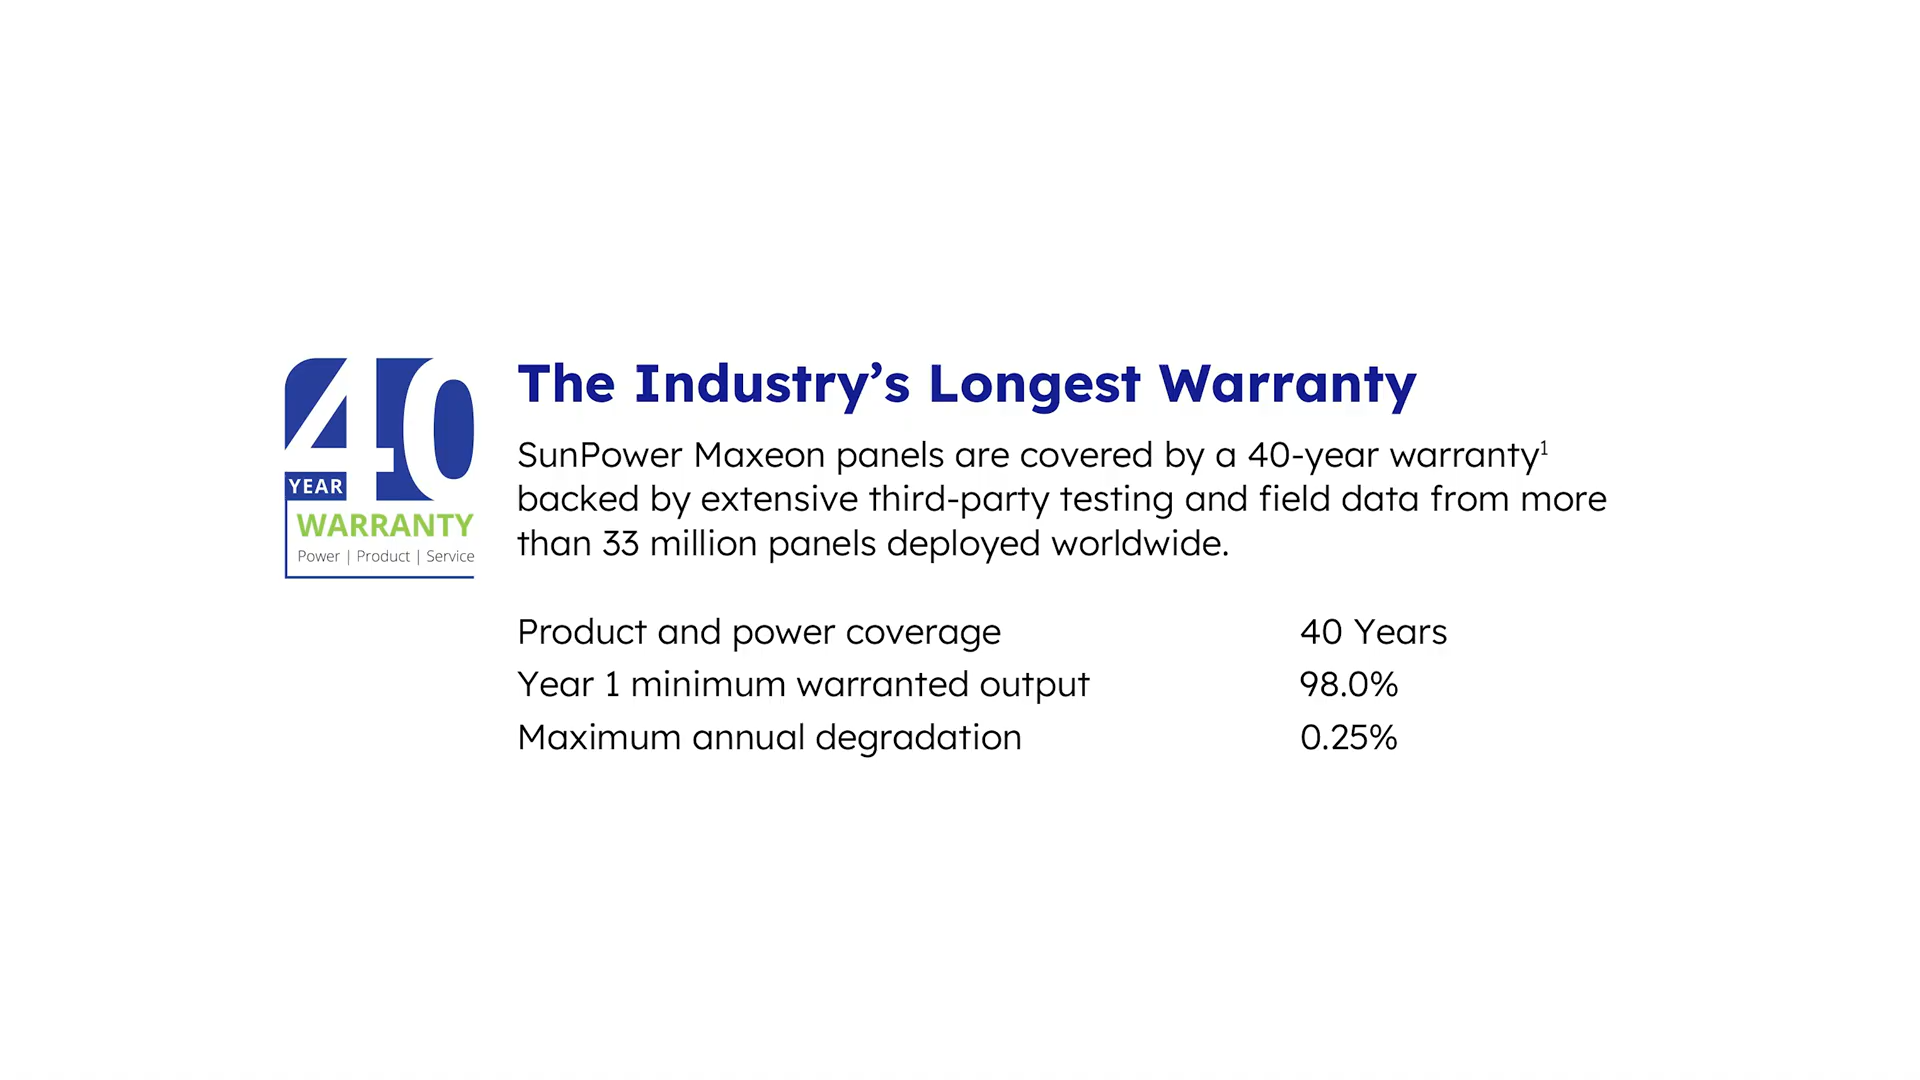 40
YEAR
WARRANTY
Power | Product | Service
The Industry’s Longest Warranty
SunPower Maxeon panels are covered by a 40-year warranty¹
backed by extensive third-party testing and field data from more
than 33 million panels deployed worldwide.
Product and power coverage 40 Years
Year 1 minimum warranted output 98.0%
Maximum annual degradation 0.25%